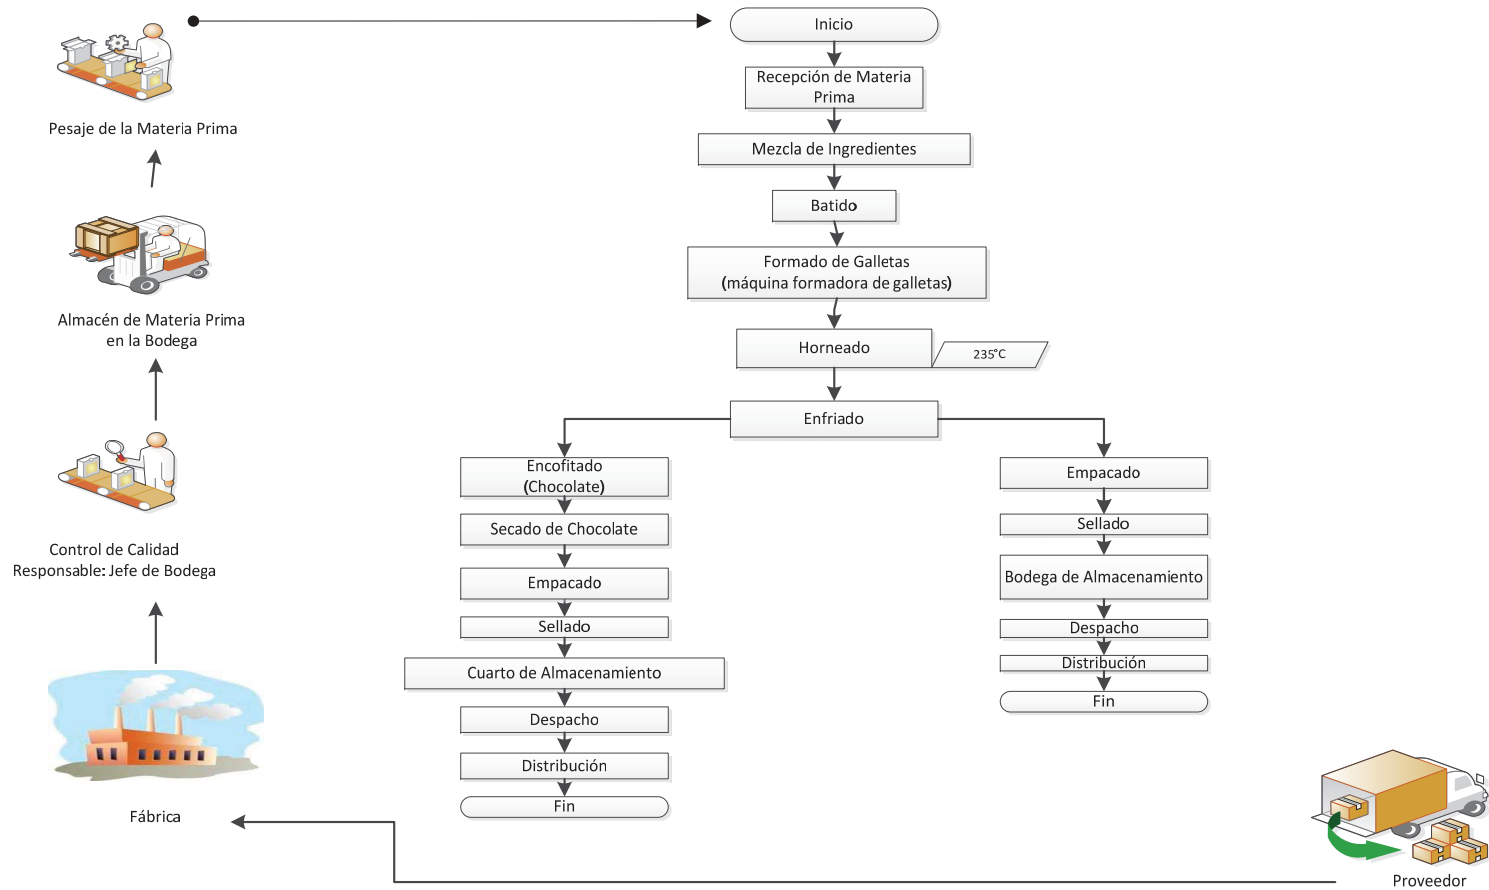 Pesaje de la Materia Prima
Almacén de Materia Prima
en la Bodega
Control de Calidad
Responsable: Jefe de Bodega
Fábrica
Inicio
Recepción de Materia
Prima
Mezcla de Ingredientes
Batido
Formado de Galletas
(máquina formadora de galletas)
Horneado
235°C
Enfriado
Encofitado
(Chocolate)
Secado de Chocolate
Empacado
Sellado
Cuarto de Almacenamiento
Despacho
Distribución
Fin
Empacado
Sellado
Bodega de Almacenamiento
Despacho
Distribución
Fin
Proveedor